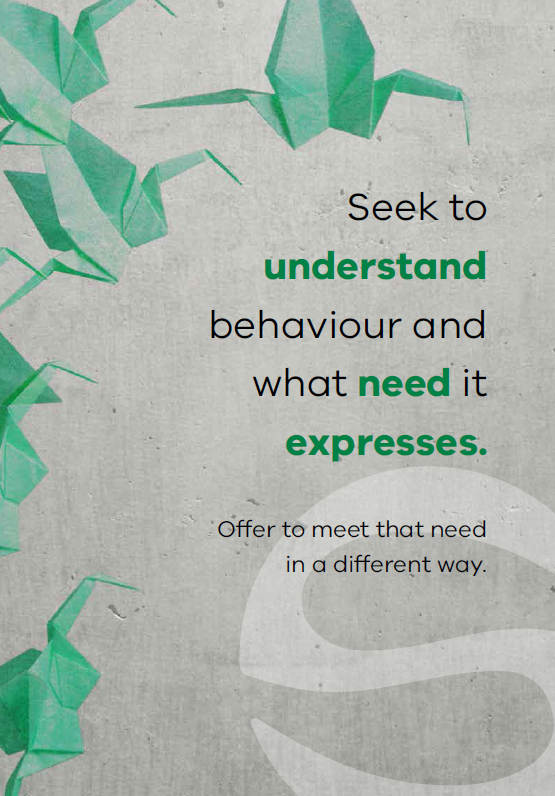 Seek to
understand
behaviour and
what need it
expresses.
Offer to meet that need
in a different way.